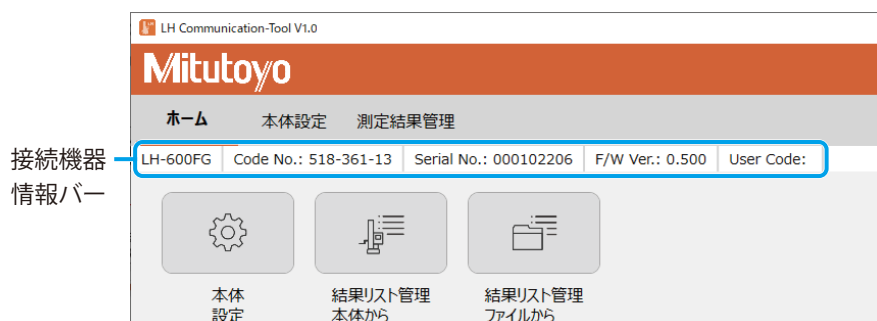 LH Communication-Tool V1.0
Mitutoyo
ホーム 本体設定 測定結果管理
接続機器
情報バー
LH-600FG Code No.: 518-361-13 Serial No.: 000102206 F/W Ver.: 0.500 User Code:
本体
設定
結果リスト管理
本体から
結果リスト管理
ファイルから